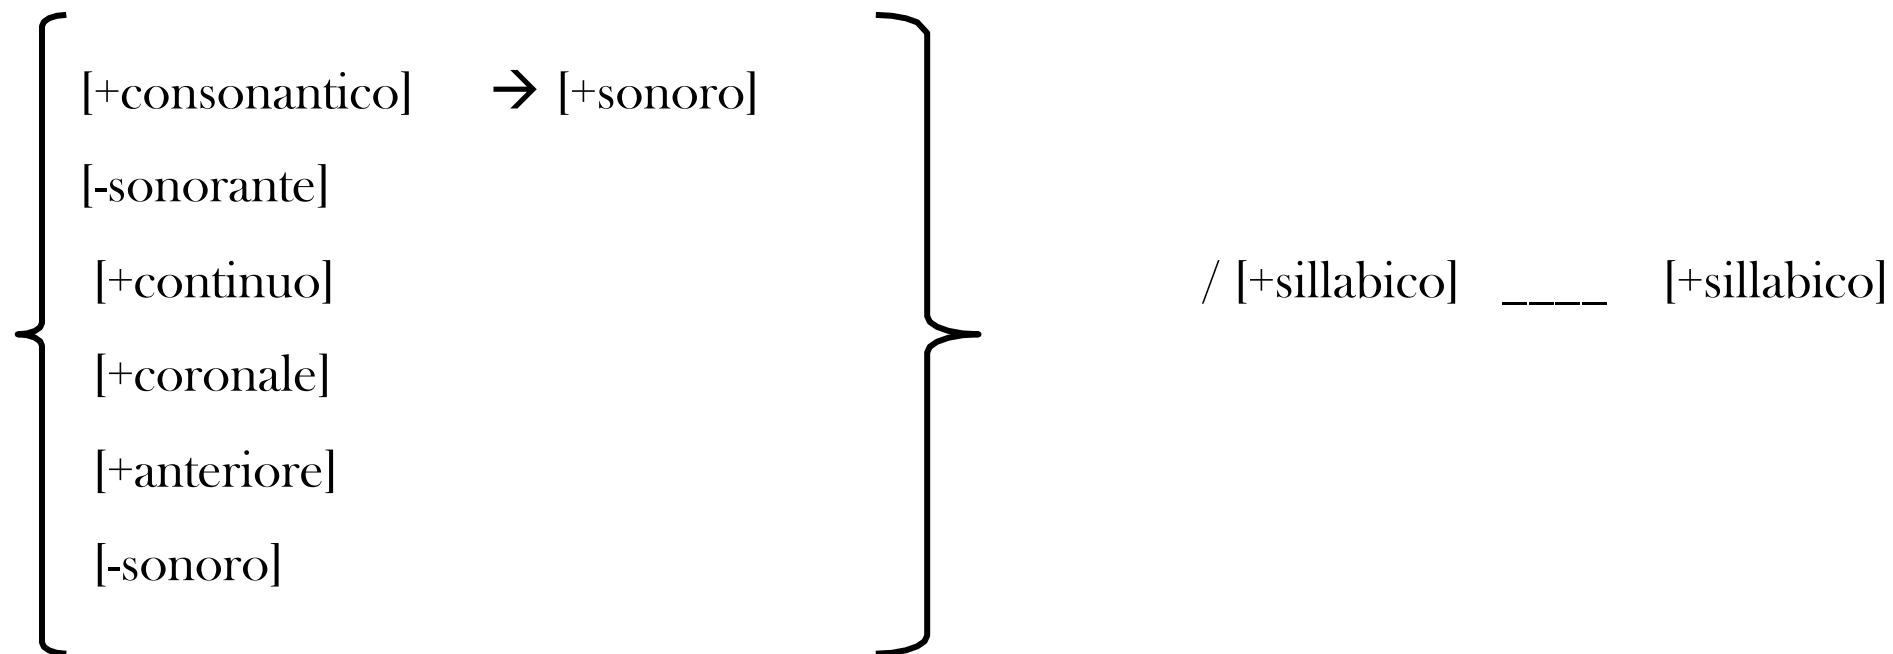 [+consonantico] → [+sonoro]
[-sonorante]
[+continuo]
/ [+sillabico] ____ [+sillabico]
[+coronale]
[+anteriore]
[-sonoro]